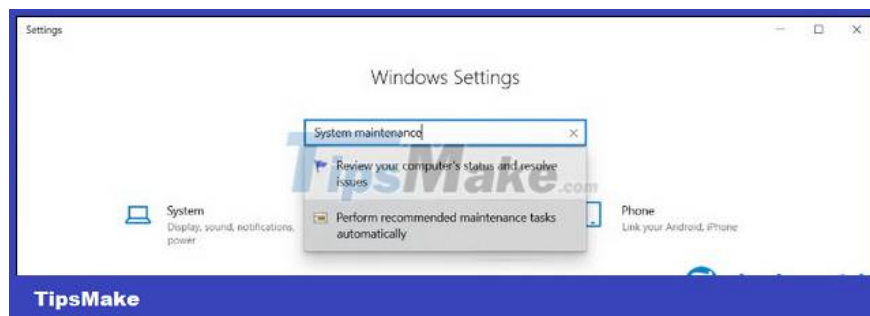 Settings
Windows Settings
System maintenance
Review your computer's status and resolve
issues
Perform recommended maintenance tasks
automatically
System
Display, sound, notifications,
power
Phone
Link your Android, iPhone
TipsMake.com
TipsMake